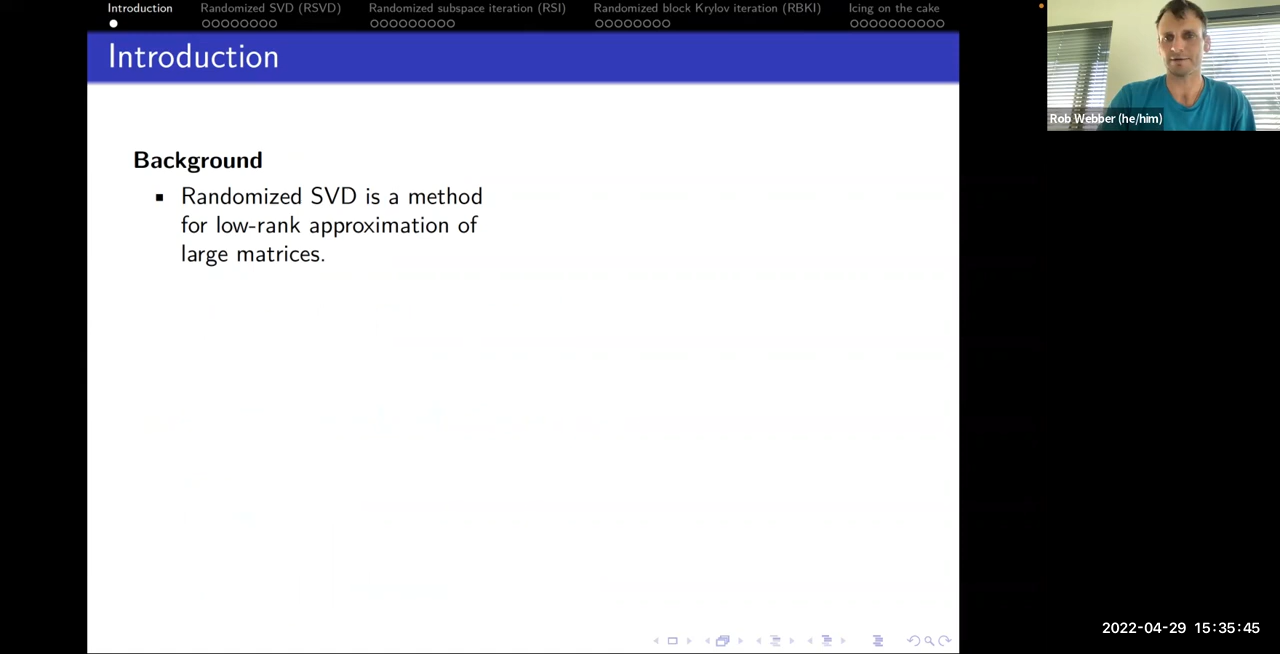 Introduction
Randomized SVD (RSVD)
Randomized subspace iteration (RSI)
Randomized block Krylov iteration (RBKI)
Icing on the cake
Introduction
Background
Randomized SVD is a method
for low-rank approximation of
large matrices.
Rob Webber (he/him)
2022-04-29 15:35:45